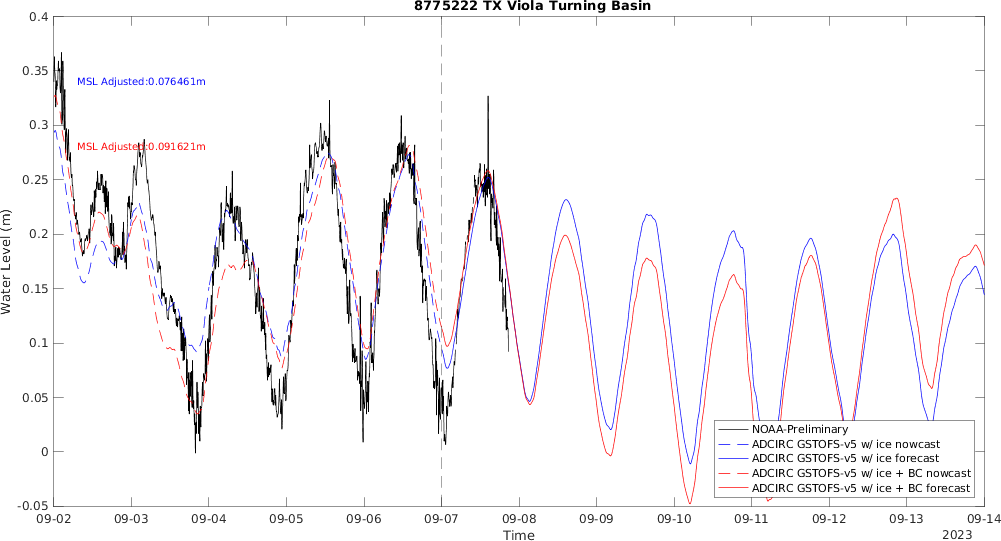 8775222 TX Viola Turning Basin
0.4
0.35
0.3
0.25
0.2
0.15
0.1
0.05
0
-0.05
Water Level (m)
MSL Adjusted:0.076461m
MSL Adjusted:0.091621m
NOAA-Preliminary
ADCIRC GSTOFS-v5 w/ ice nowcast
ADCIRC GSTOFS-v5 w/ ice forecast
ADCIRC GSTOFS-v5 w/ ice + BC nowcast
ADCIRC GSTOFS-v5 w/ ice + BC forecast
09-02 09-03 09-04 09-05 09-06 09-07 09-08 09-09 09-10 09-11 09-12 09-13 09-14
Time
2023